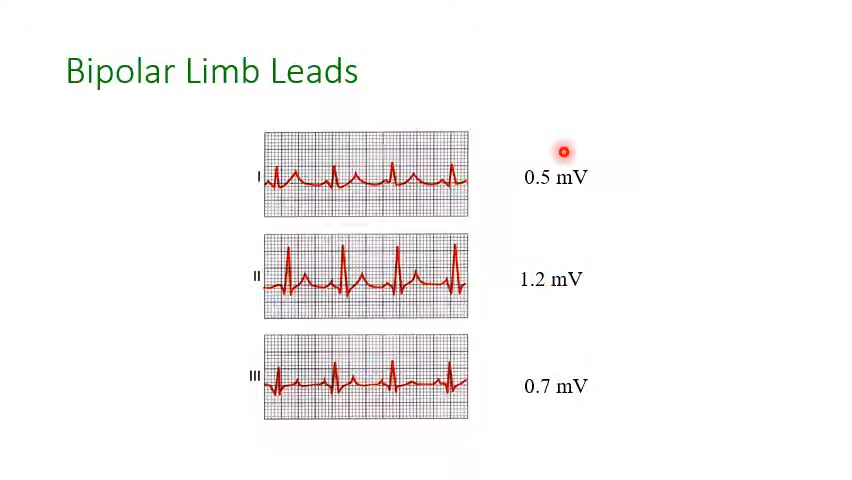 Bipolar Limb Leads
I
0.5 mV
II
1.2 mV
III
0.7 mV